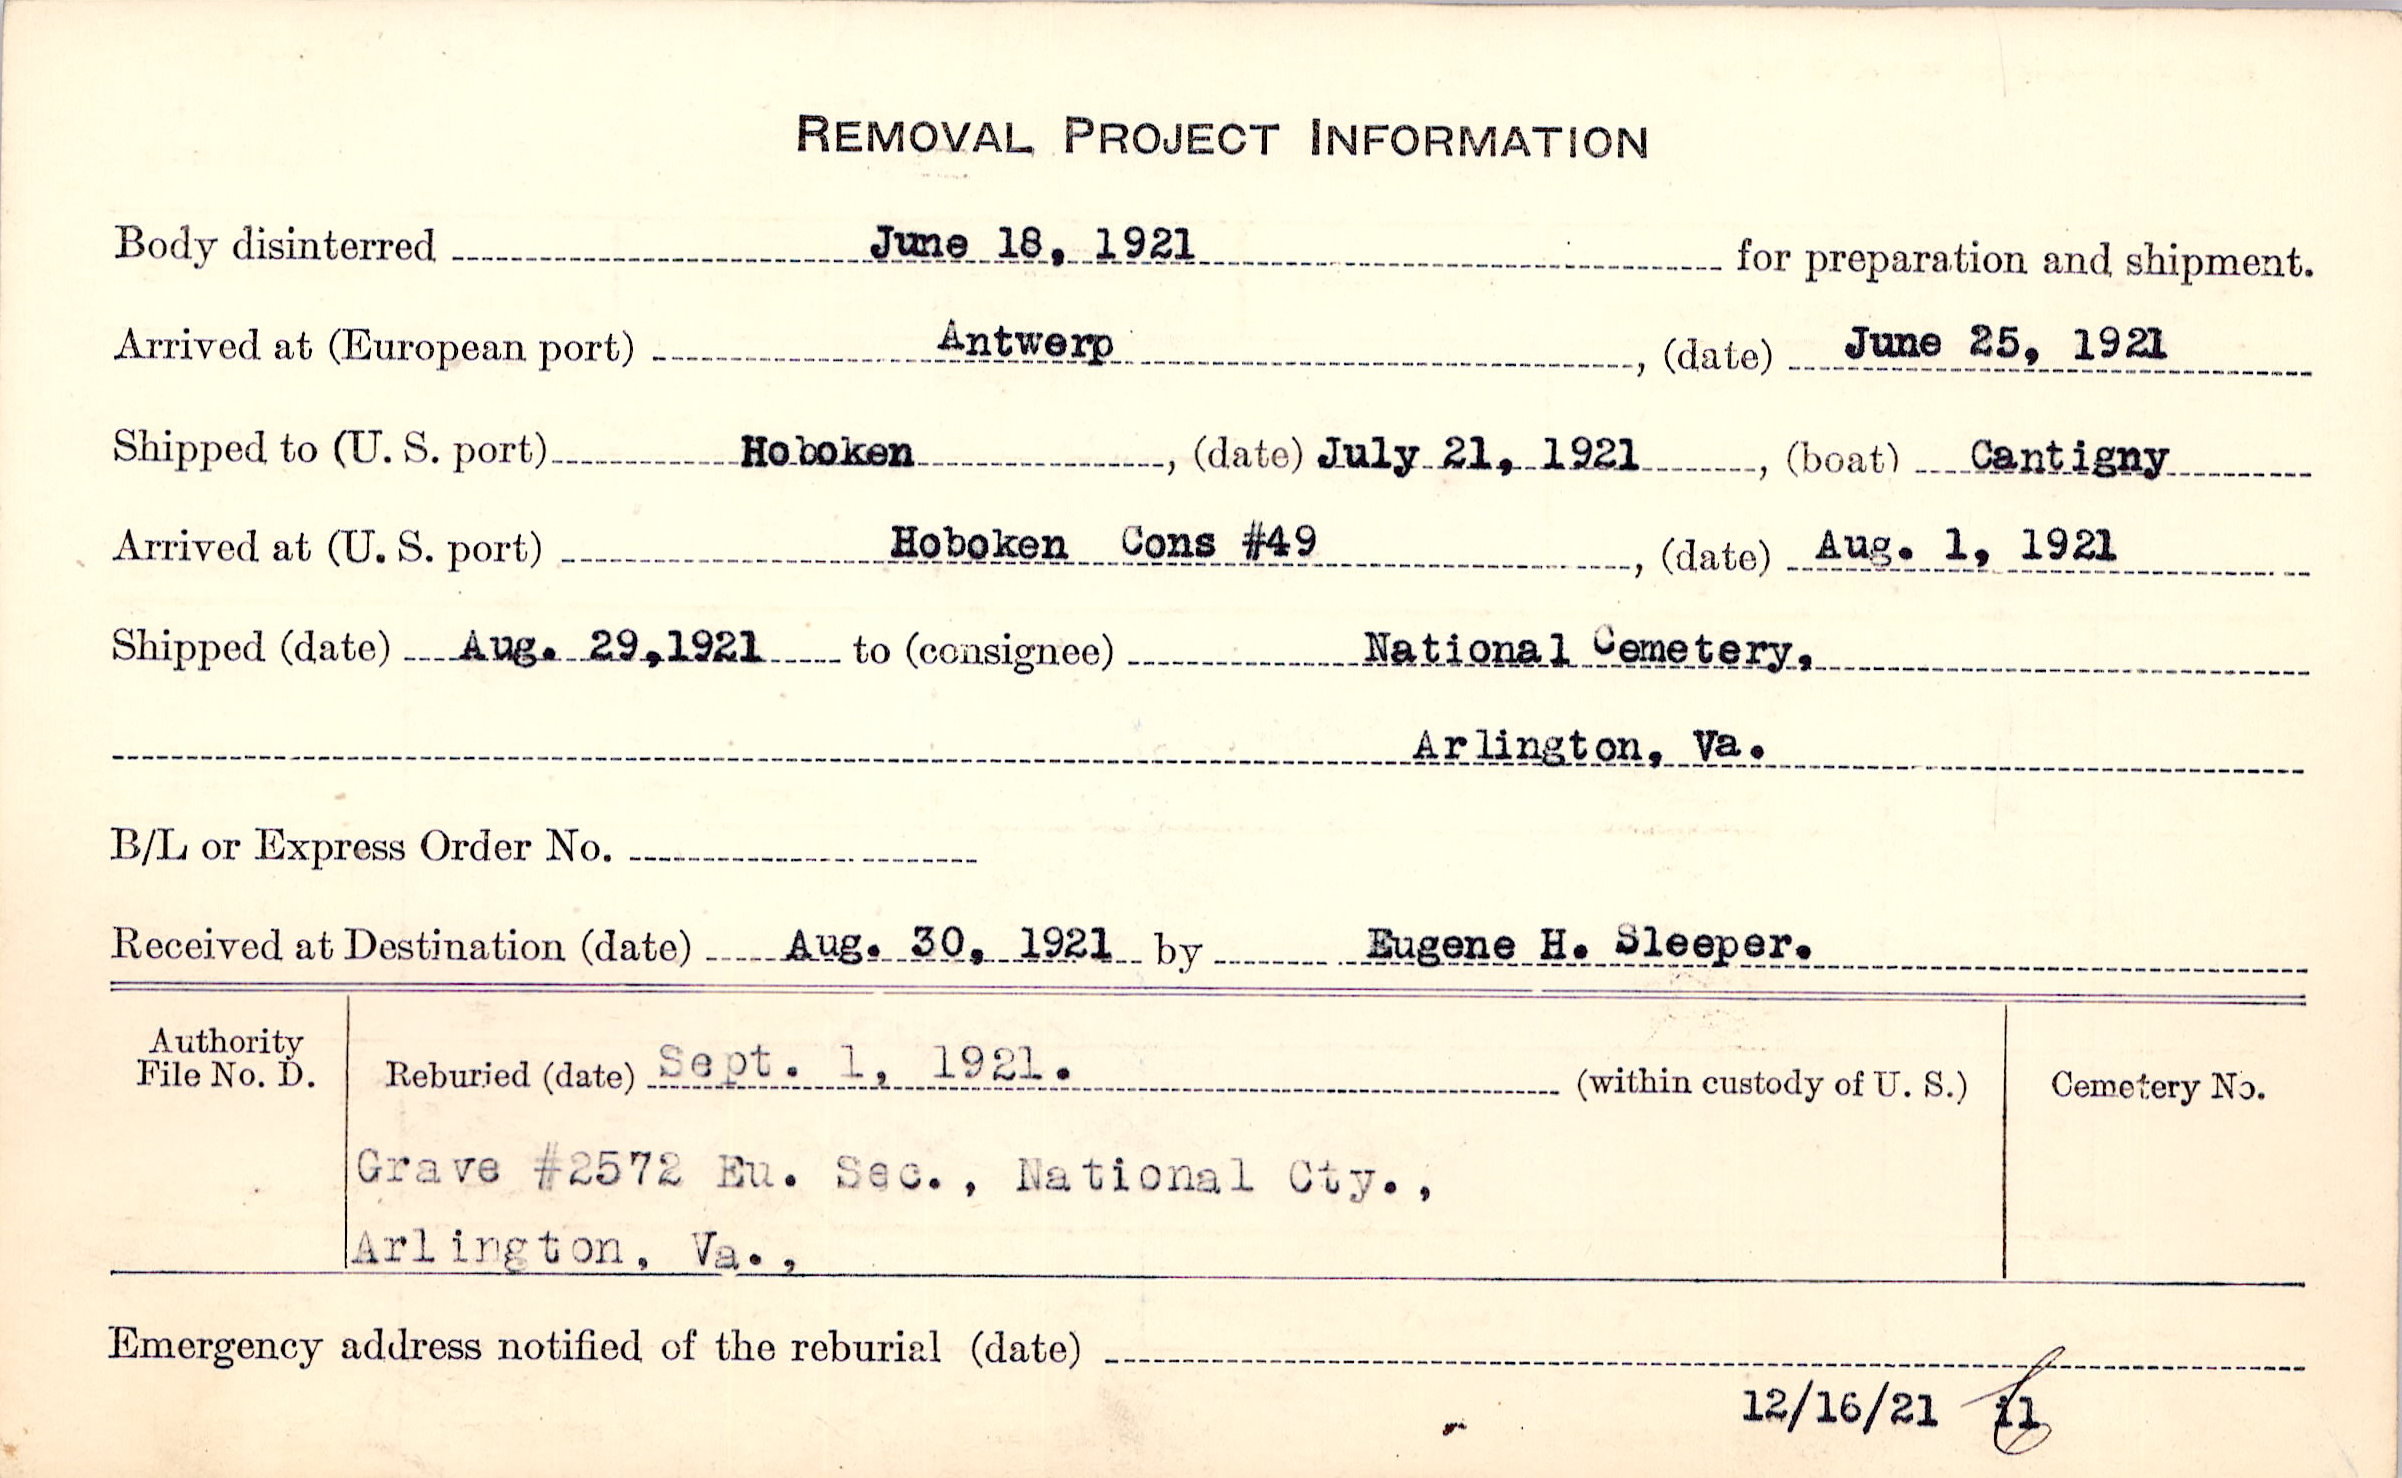 REMOVAL PROJECT INFORMATION
Body disinterred June 18, 1921 for preparation and shipment.
Arrived at (European port) Antwerp, (date) June 25, 1921
Shipped to (U. S. port) Hoboken, (date) July 21, 1921, (boat) Cantigny
Arrived at (U. S. port) Hoboken Cons #49, (date) Aug. 1, 1921
Shipped (date) Aug. 29,1921 to (consignee) National Cemetery,
Arlington, Va.
B/L or Express Order No.
Received at Destination (date) Aug. 30, 1921 by Eugene H. Sleeper.
Authority
File No. D.
Reburied (date) Sept. 1, 1921. (within custody of U. S.)
Cemetery No.
Grave #2572 Eu. Sec., National Cty.,
Arlington, Va.,
Emergency address notified of the reburial (date)
12/16/21